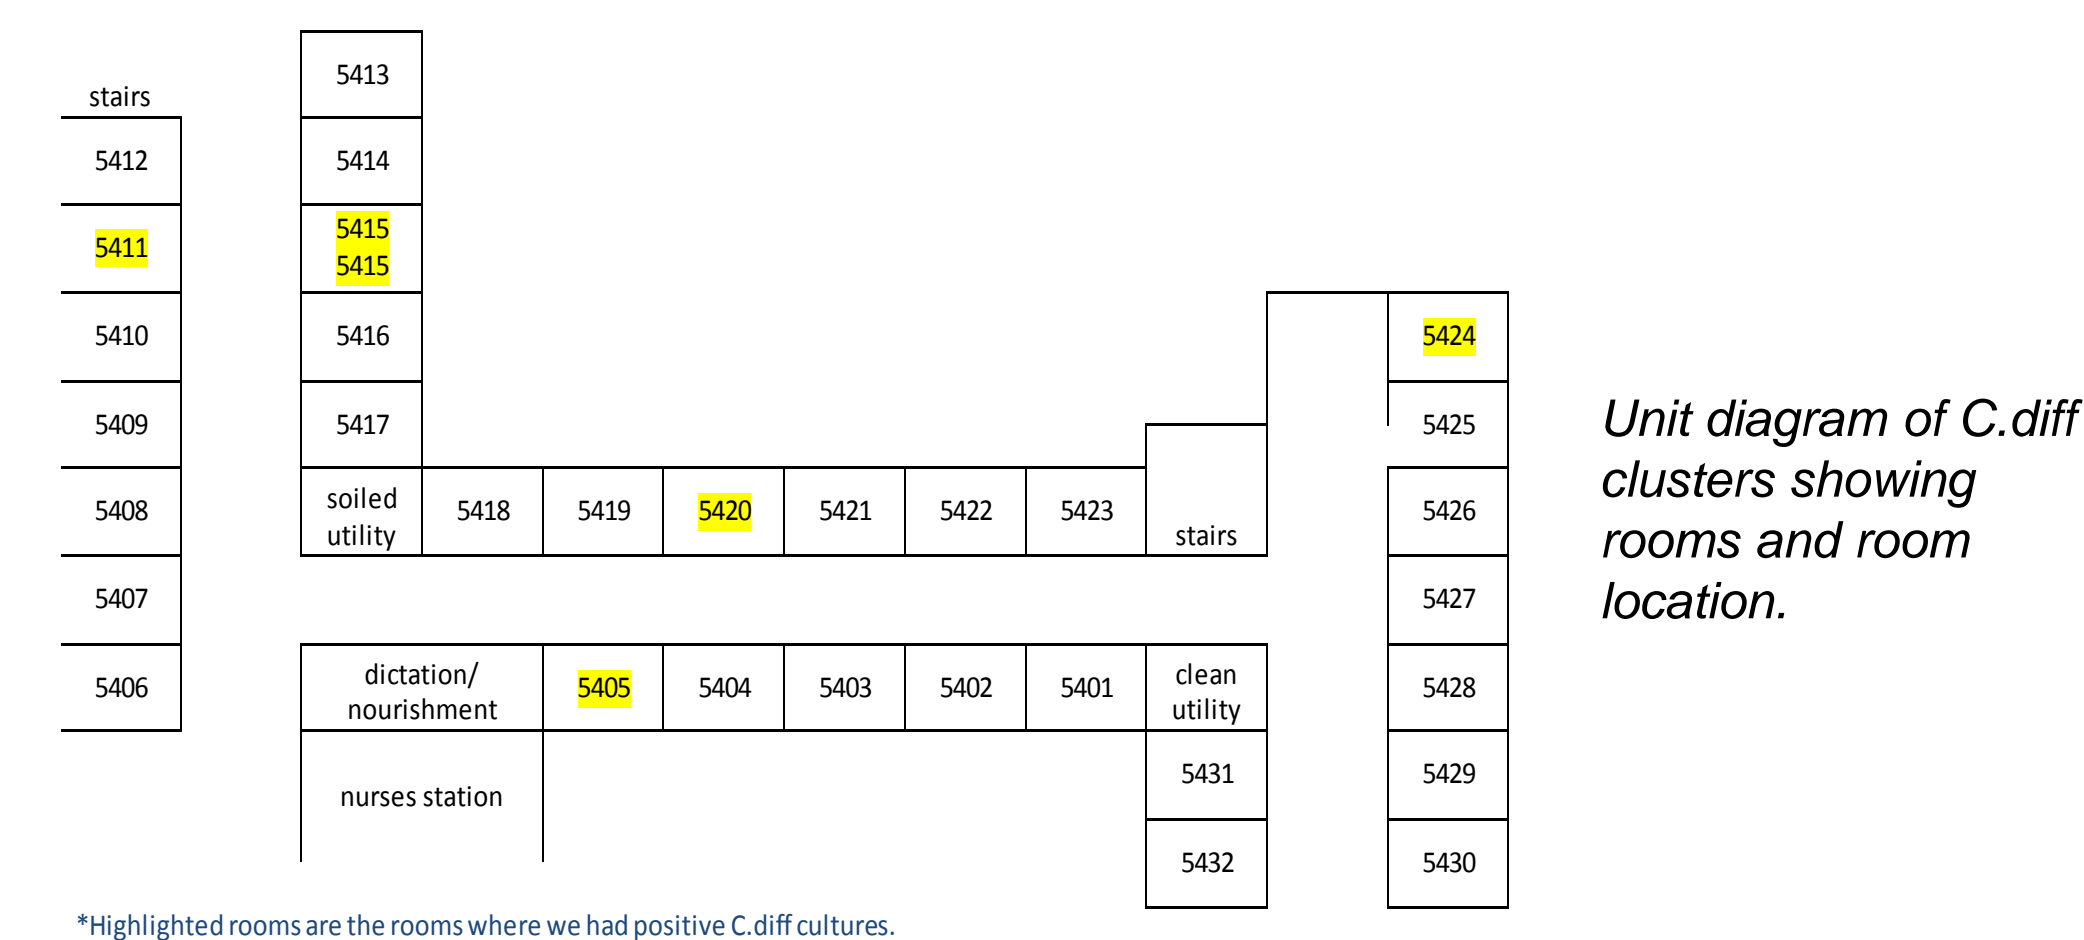 stairs
5412
5411
5410
5409
5408
5407
5406
5413
5414
5415
5415
5416
5417
soiled
utility
5418
5419
5420
5421
5422
5423
stairs
dictation/
nourishment
5405
5404
5403
5402
5401
clean
utility
nurses station
5431
5432
5424
5425
5426
5427
5428
5429
5430
Unit diagram of C.diff
clusters showing
rooms and room
location.
*Highlighted rooms are the rooms where we had positive C.diff cultures.